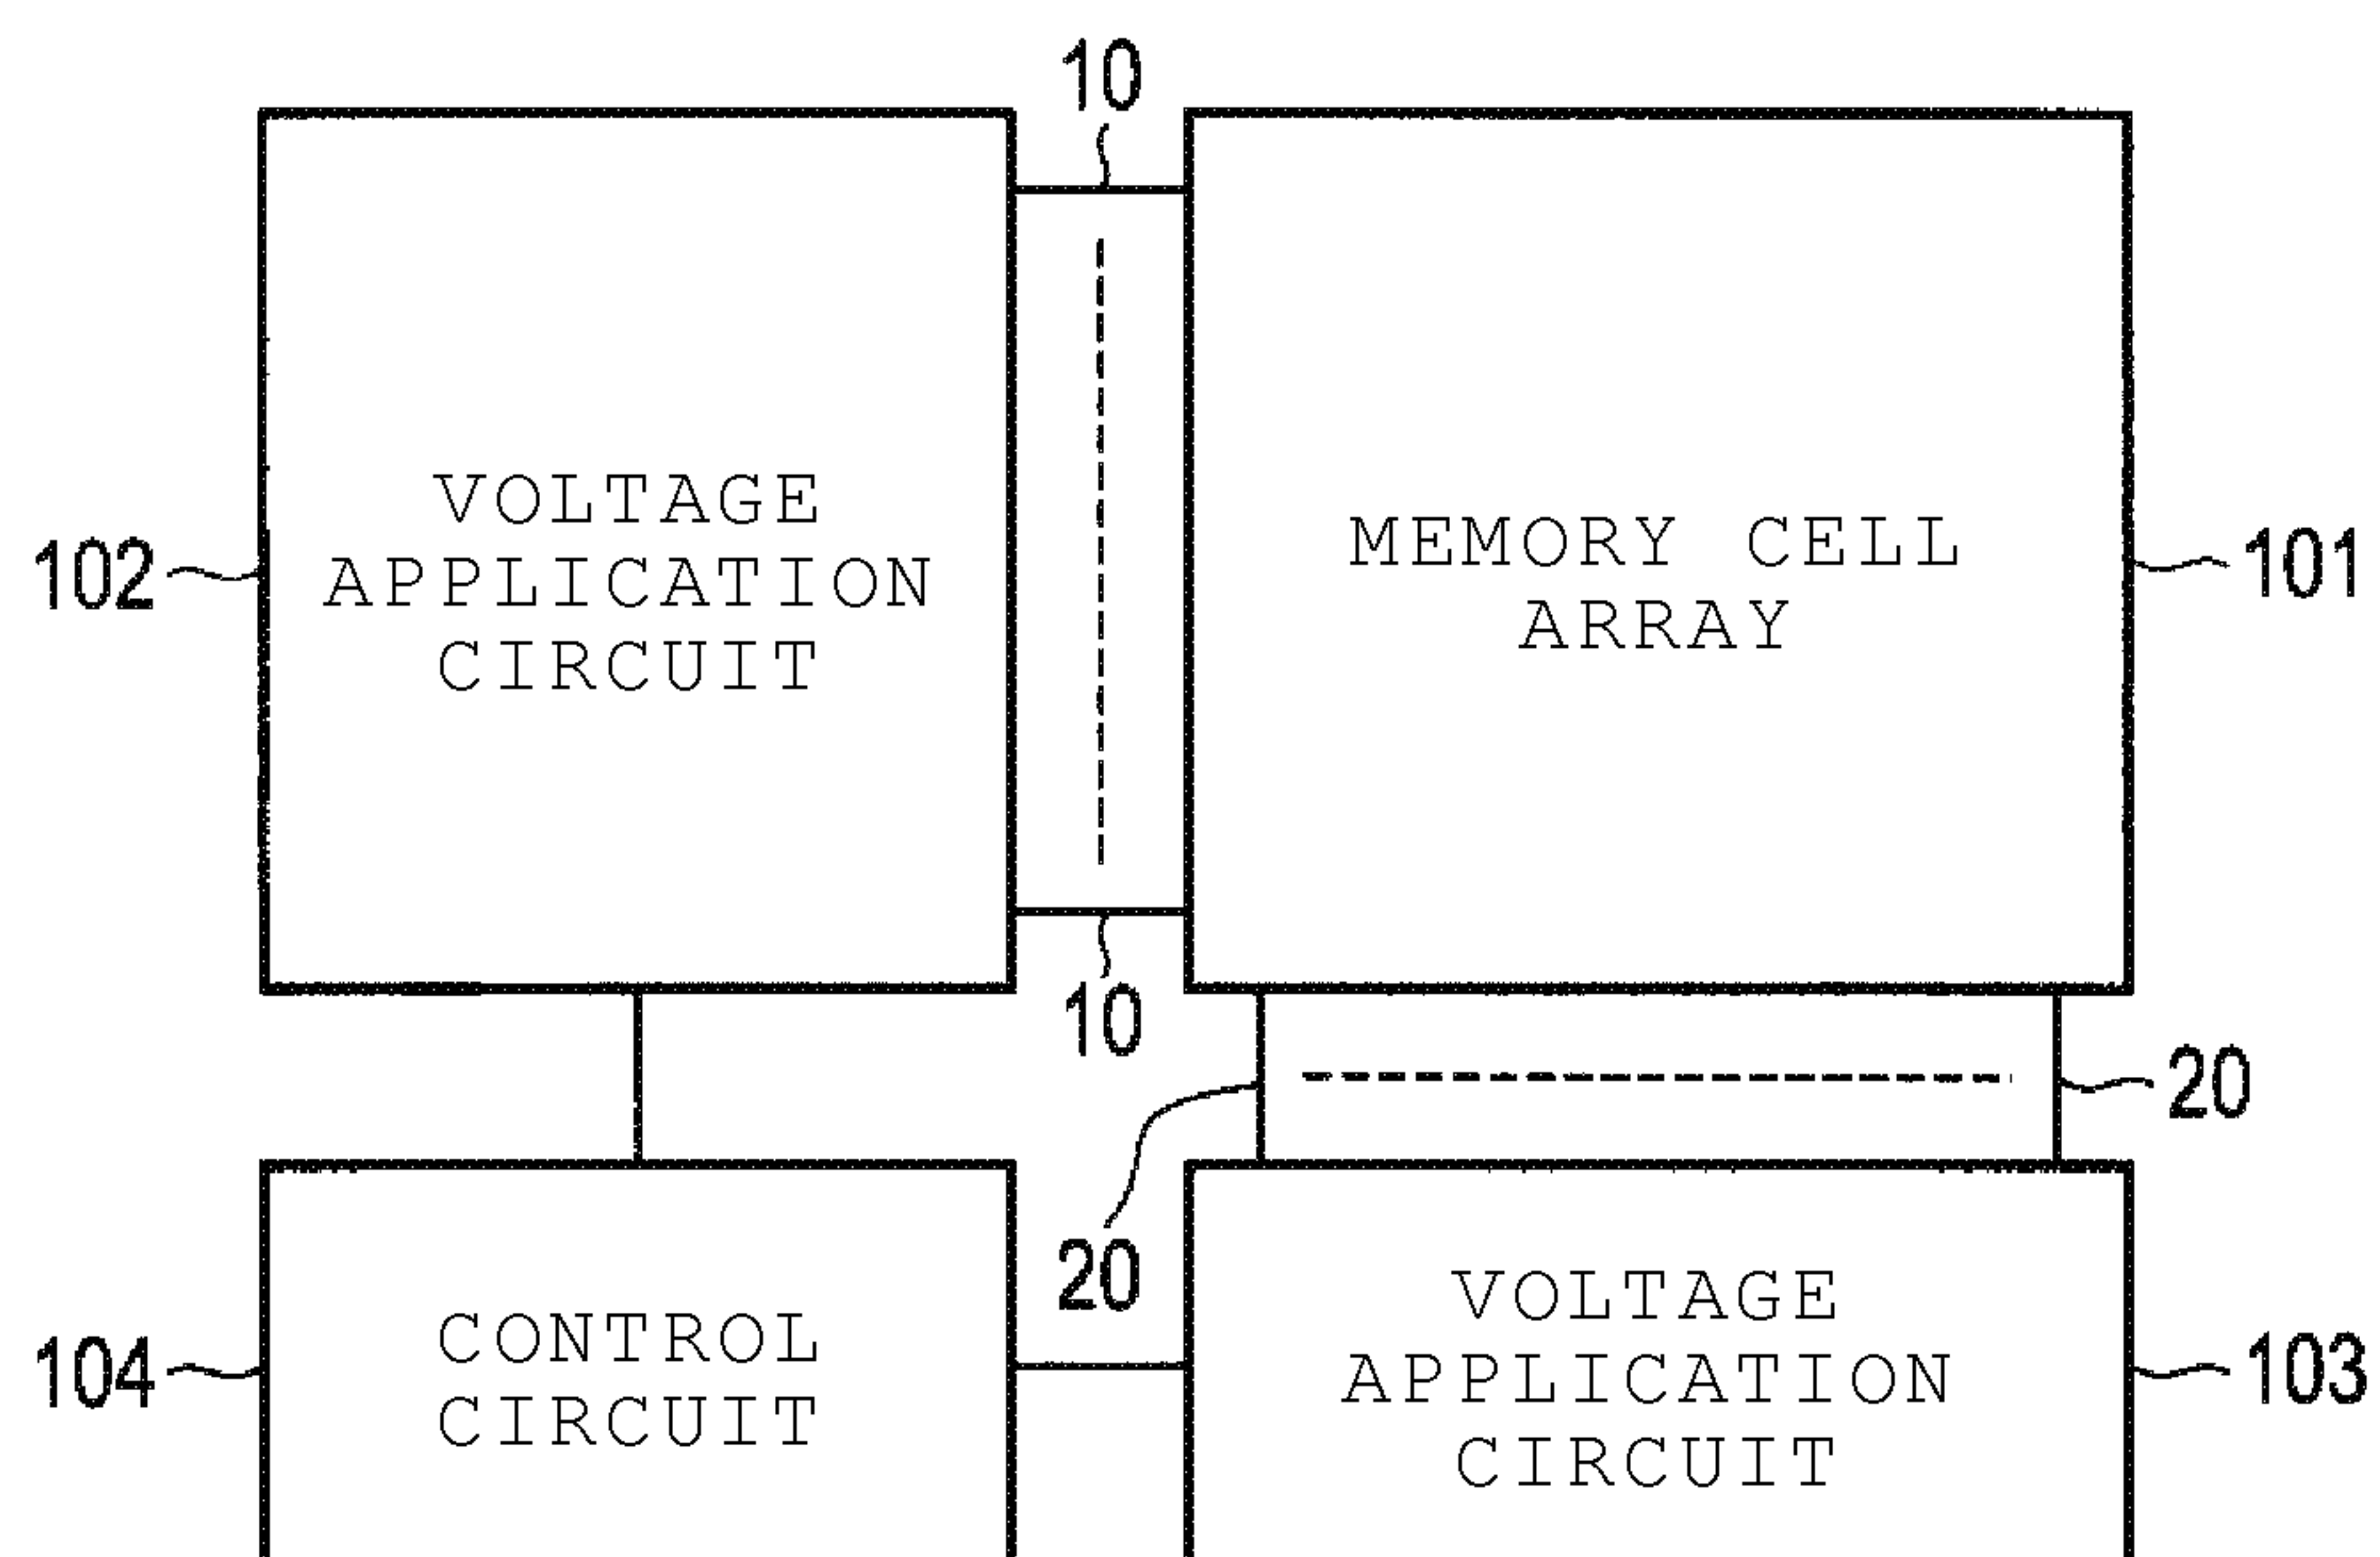 10
VOLTAGE
APPLICATION
CIRCUIT
102
MEMORY CELL
ARRAY
101
10
20
20
CONTROL
CIRCUIT
104
VOLTAGE
APPLICATION
CIRCUIT
103